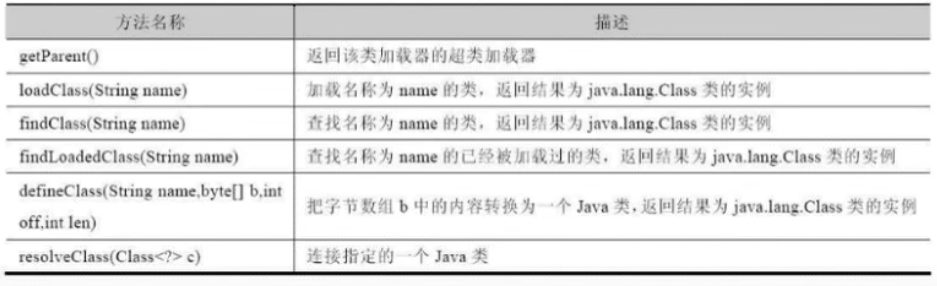 方法名称 描述
getParent() 返回该类加载器的超类加载器
loadClass(String name) 加载名称为 name 的类，返回结果为 java.lang.Class 类的实例
findClass(String name) 查找名称为 name 的类，返回结果为 java.lang.Class 类的实例
findLoadedClass(String name) 查找名称为 name 的已经被加载过的类，返回结果为 java.lang.Class 类的实例
defineClass(String name,byte[] b,int
off,int len) 把字节数组 b 中的内容转换为一个 Java 类，返回结果为 java.lang.Class 类的实例
resolveClass(Class<?> c) 连接指定的一个 Java 类